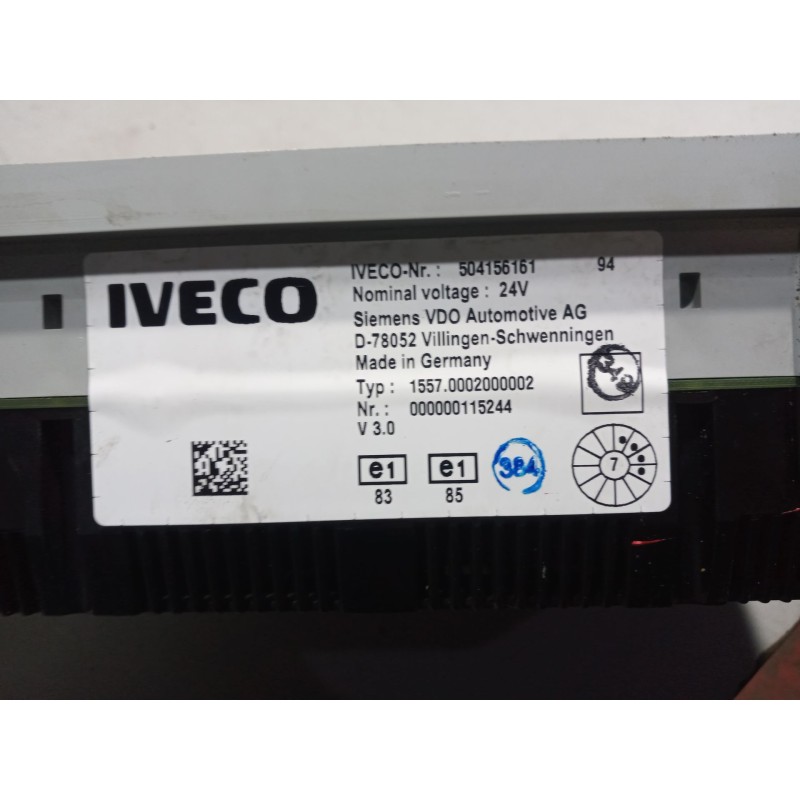 IVECO
IVECO-Nr. : 504156161 94
Nominal voltage : 24V
Siemens VDO Automotive AG
D-78052 Villingen-Schwenningen
Made in Germany
Typ : 1557.0002000002
Nr. : 000000115244
V 3.0
e1
83
e1
85
384
7